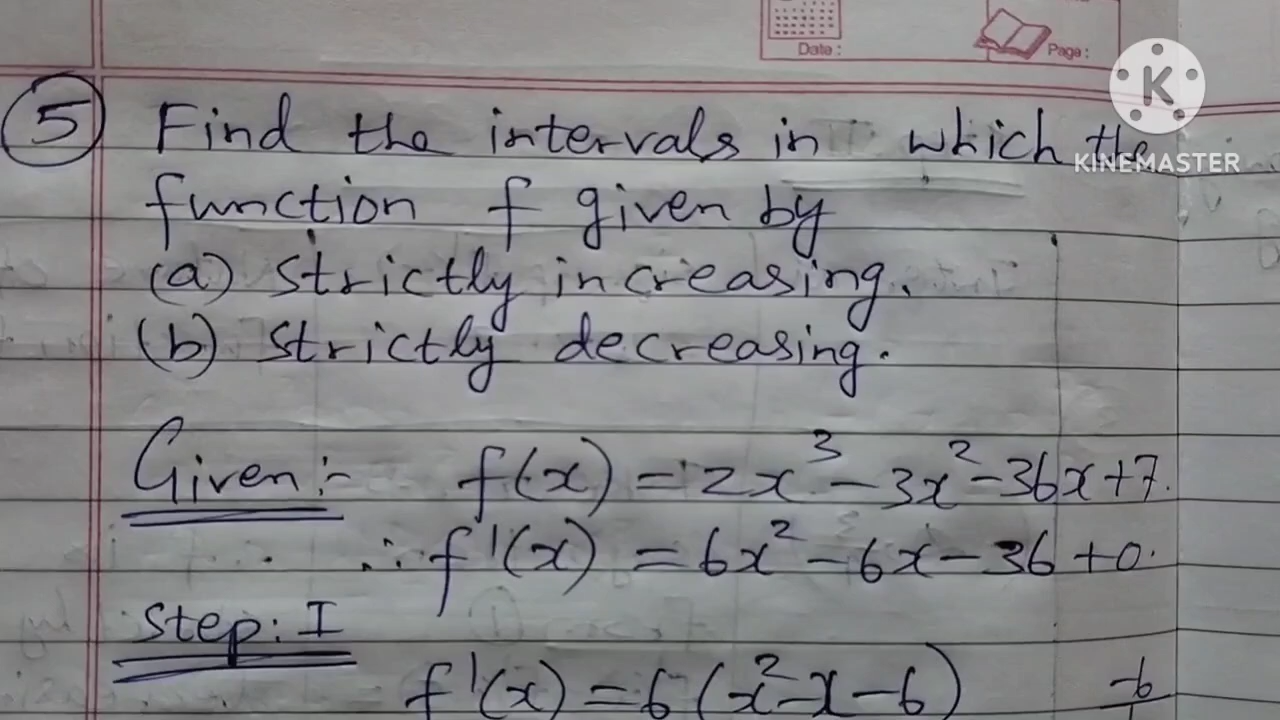 Date :
Page :
K
KINEMASTER
5 Find the intervals in which the
function f given by
(a) strictly increasing.
(b) strictly decreasing.
Given :- f(x) = 2x³ - 3x² - 36x + 7.
∴ f'(x) = 6x² - 6x - 36 + 0.
Step: I
f'(x) = 6(x² - x - 6)
-6